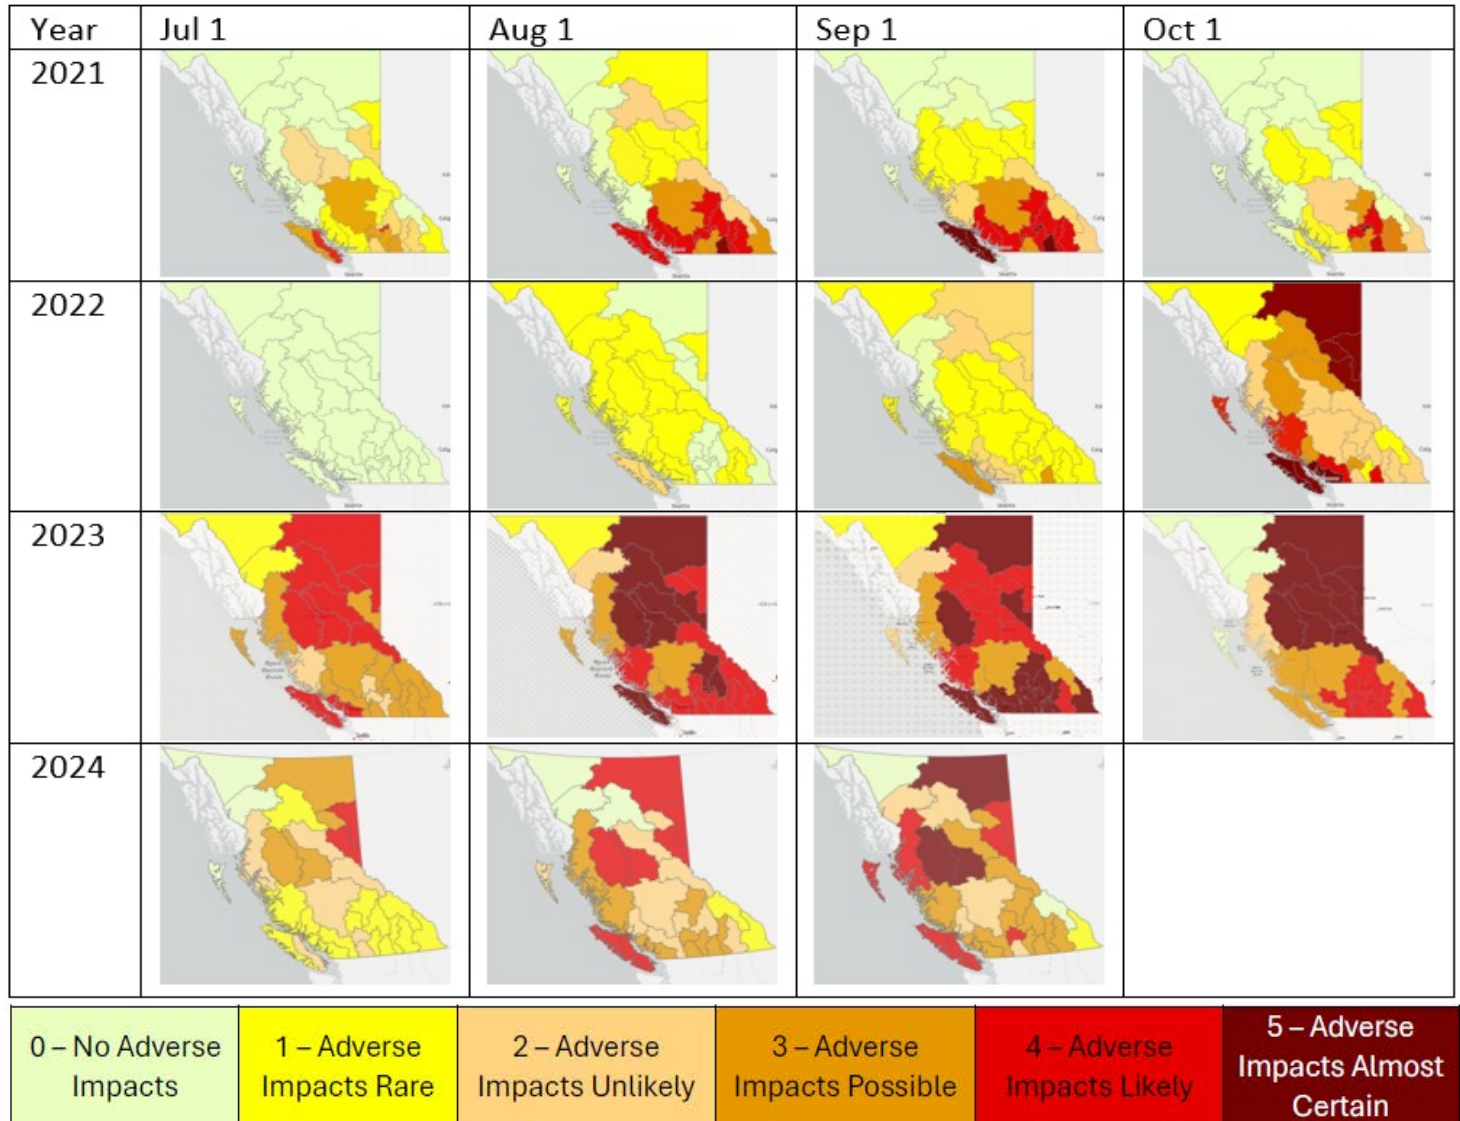 Year Jul 1 Aug 1 Sep 1 Oct 1
2021
2022
2023
2024
0 – No Adverse
Impacts
1 – Adverse
Impacts Rare
2 – Adverse
Impacts Unlikely
3 – Adverse
Impacts Possible
4 – Adverse
Impacts Likely
5 – Adverse
Impacts Almost
Certain